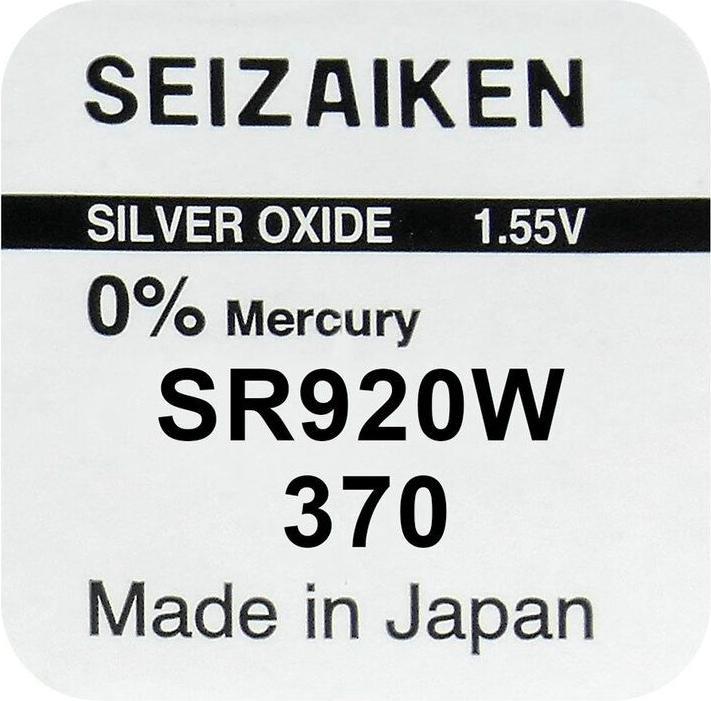 SEIZAIKEN
SILVER OXIDE 1.55V
0% Mercury
SR920W
370
Made in Japan